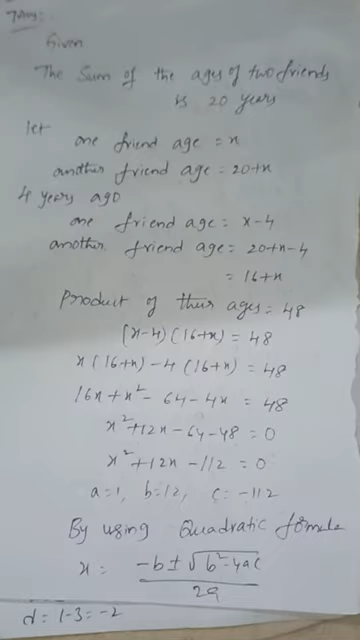 7 Ans:
Given
The Sum of the ages of two friends
is 20 years
let
one friend age = x
another friend age = 20+x
4 years ago
one friend age = x-4
another friend age = 20+x-4
= 16+x
Product of their ages = 48
(x-4)(16+x) = 48
x(16+x)-4(16+x) = 48
16x+x²-64-4x = 48
x²+12x-64-48 = 0
x²+12x-112 = 0
a=1, b=12, c=-112
By using Quadratic formula
x = -b±√b²-4ac
2a
d = 1-3 = -2